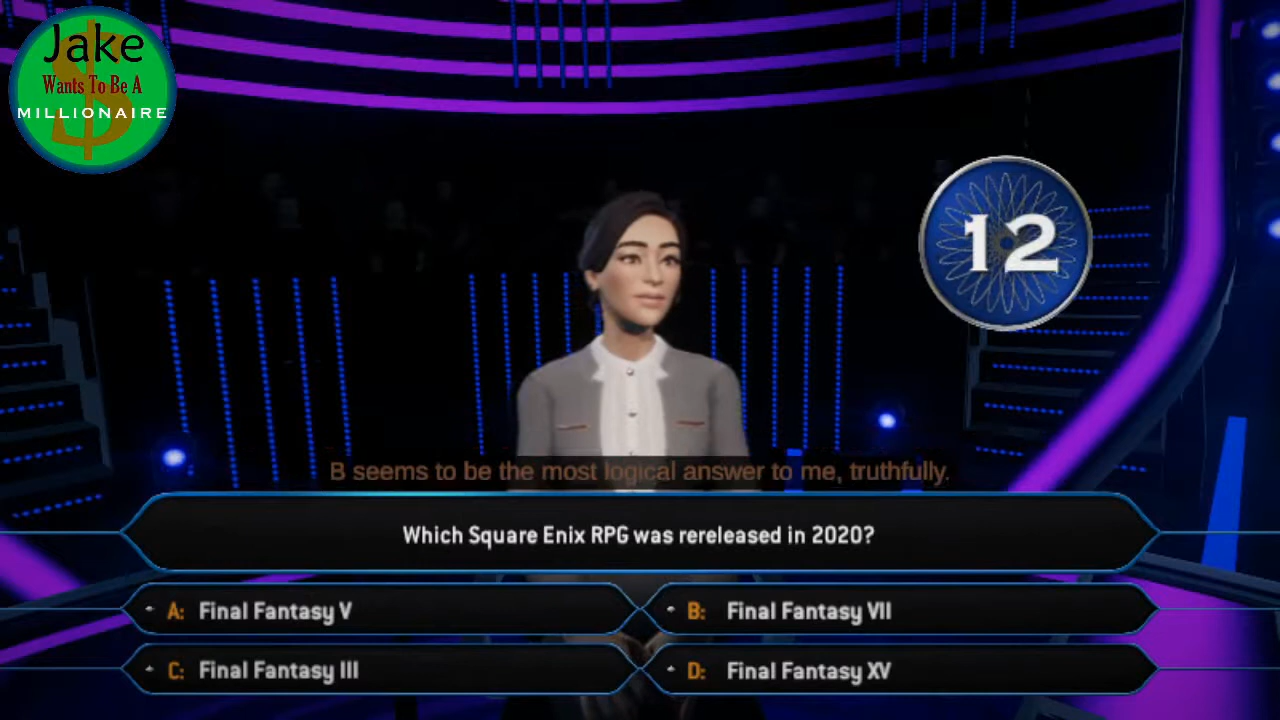 Jake
Wants To Be A
MILLIONAIRE
$
12
B seems to be the most logical answer to me, truthfully.
Which Square Enix RPG was rereleased in 2020?
A: Final Fantasy V
B: Final Fantasy VII
C: Final Fantasy III
D: Final Fantasy XV